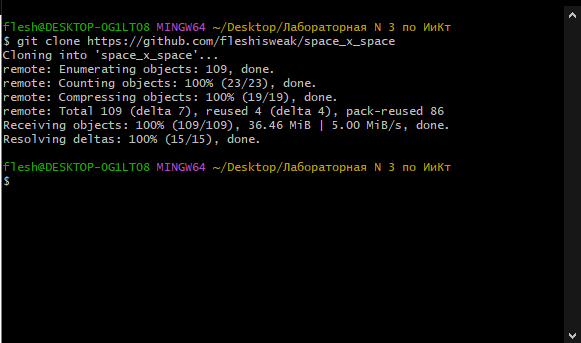 flesh@DESKTOP-OG1LTO8 MINGW64 ~/Desktop/Лабораторная N 3 по ИиКт
$ git clone https://github.com/fleshisweak/space_x_space
Cloning into 'space_x_space'...
remote: Enumerating objects: 109, done.
remote: Counting objects: 100% (23/23), done.
remote: Compressing objects: 100% (19/19), done.
remote: Total 109 (delta 7), reused 4 (delta 4), pack-reused 86
Receiving objects: 100% (109/109), 36.46 MiB | 5.00 MiB/s, done.
Resolving deltas: 100% (15/15), done.
flesh@DESKTOP-OG1LTO8 MINGW64 ~/Desktop/Лабораторная N 3 по ИиКт
$